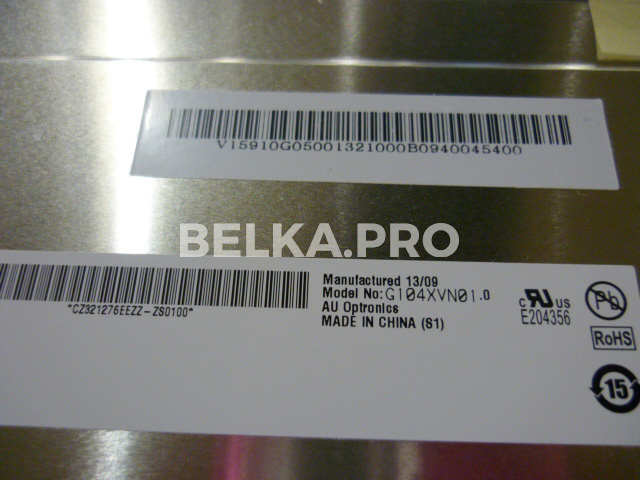 V15910G05001321000B0940045400
BELKA.PRO
Manufactured 13/09
Model No:G104XVN01.0
AU Optronics
MADE IN CHINA (S1)
*CZ321276EEZZ-ZS0100*
c RU US
E204356
Pb
RoHS
15